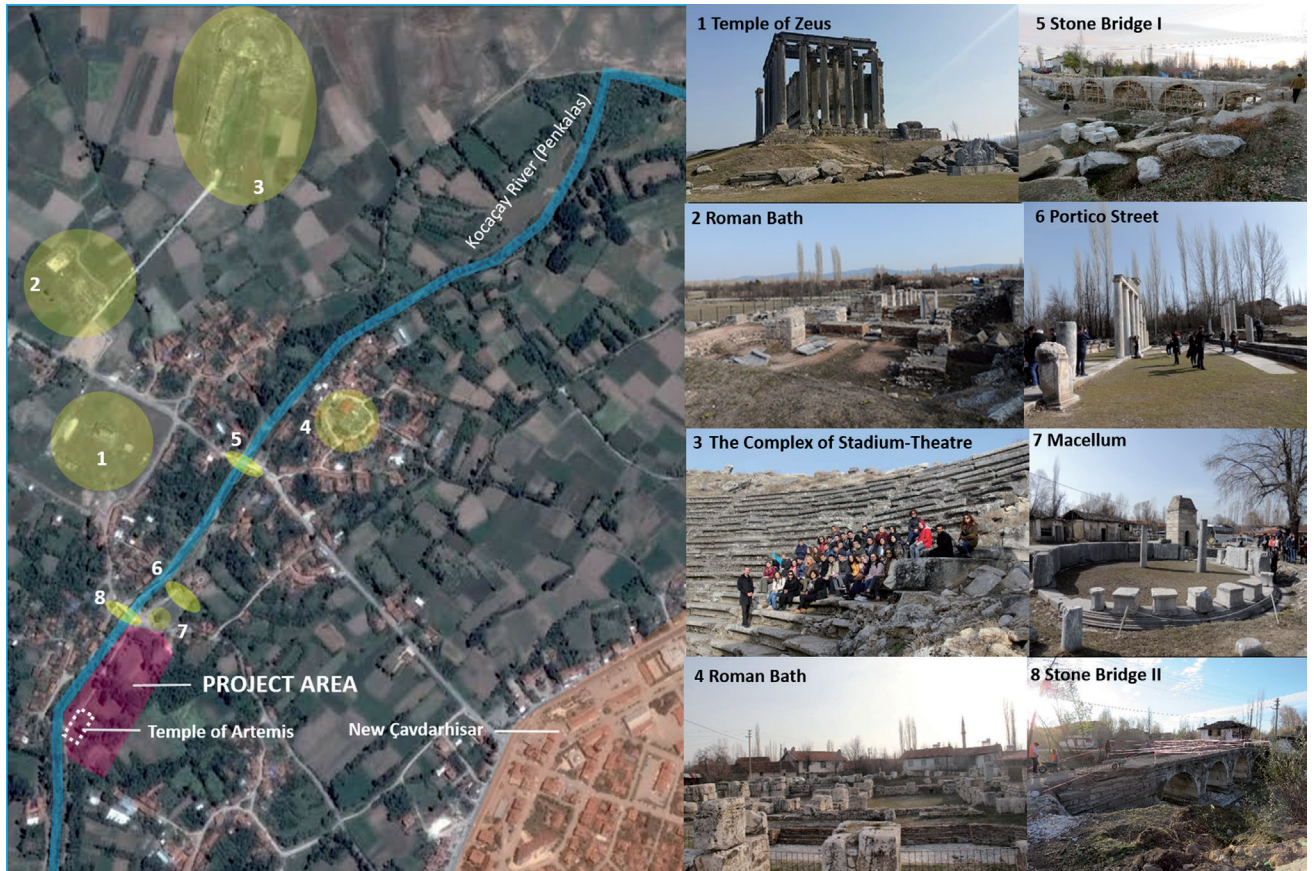 3
Kocaçay River (Penkalas)
2
4
5
1
6
8
7
PROJECT AREA
Temple of Artemis
New Çavdarhisar
1 Temple of Zeus
5 Stone Bridge I
2 Roman Bath
6 Portico Street
3 The Complex of Stadium-Theatre
7 Macellum
4 Roman Bath
8 Stone Bridge II